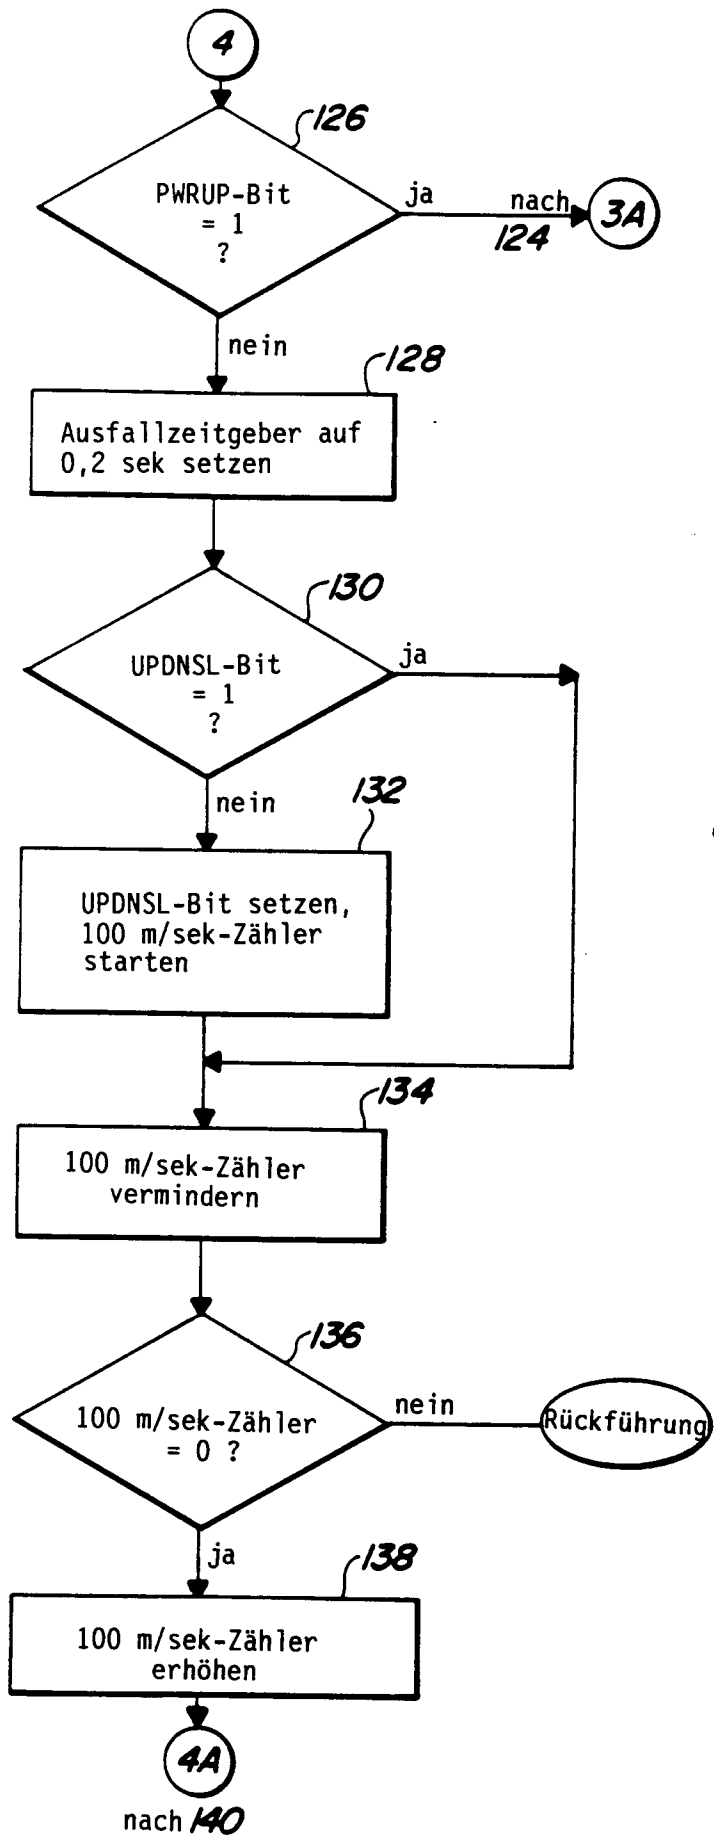 4
126
PWRUP-Bit
= 1
?
ja
nach
124
3A
nein
128
Ausfallzeitgeber auf
0,2 sek setzen
130
UPDNSL-Bit
= 1
?
ja
nein
132
UPDNSL-Bit setzen,
100 m/sek-Zähler
starten
134
100 m/sek-Zähler
vermindern
136
100 m/sek-Zähler
= 0 ?
nein
Rückführung
ja
138
100 m/sek-Zähler
erhöhen
4A
nach 140